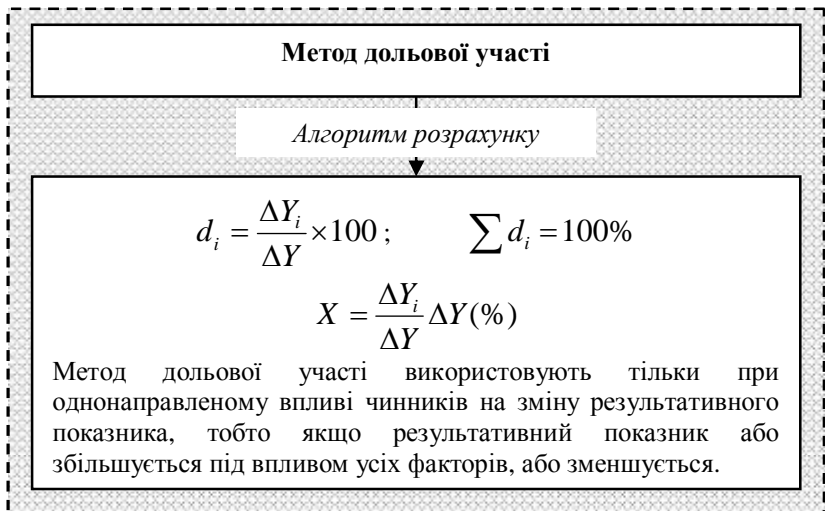 Метод дольової участі
Алгоритм розрахунку
d_i = ΔY_i / ΔY × 100 ; ∑ d_i = 100%
X = ΔY_i / ΔY ΔY(%)
Метод дольової участі використовують тільки при
однонаправленому впливі чинників на зміну результативного
показника, тобто якщо результативний показник або
збільшується під впливом усіх факторів, або зменшується.